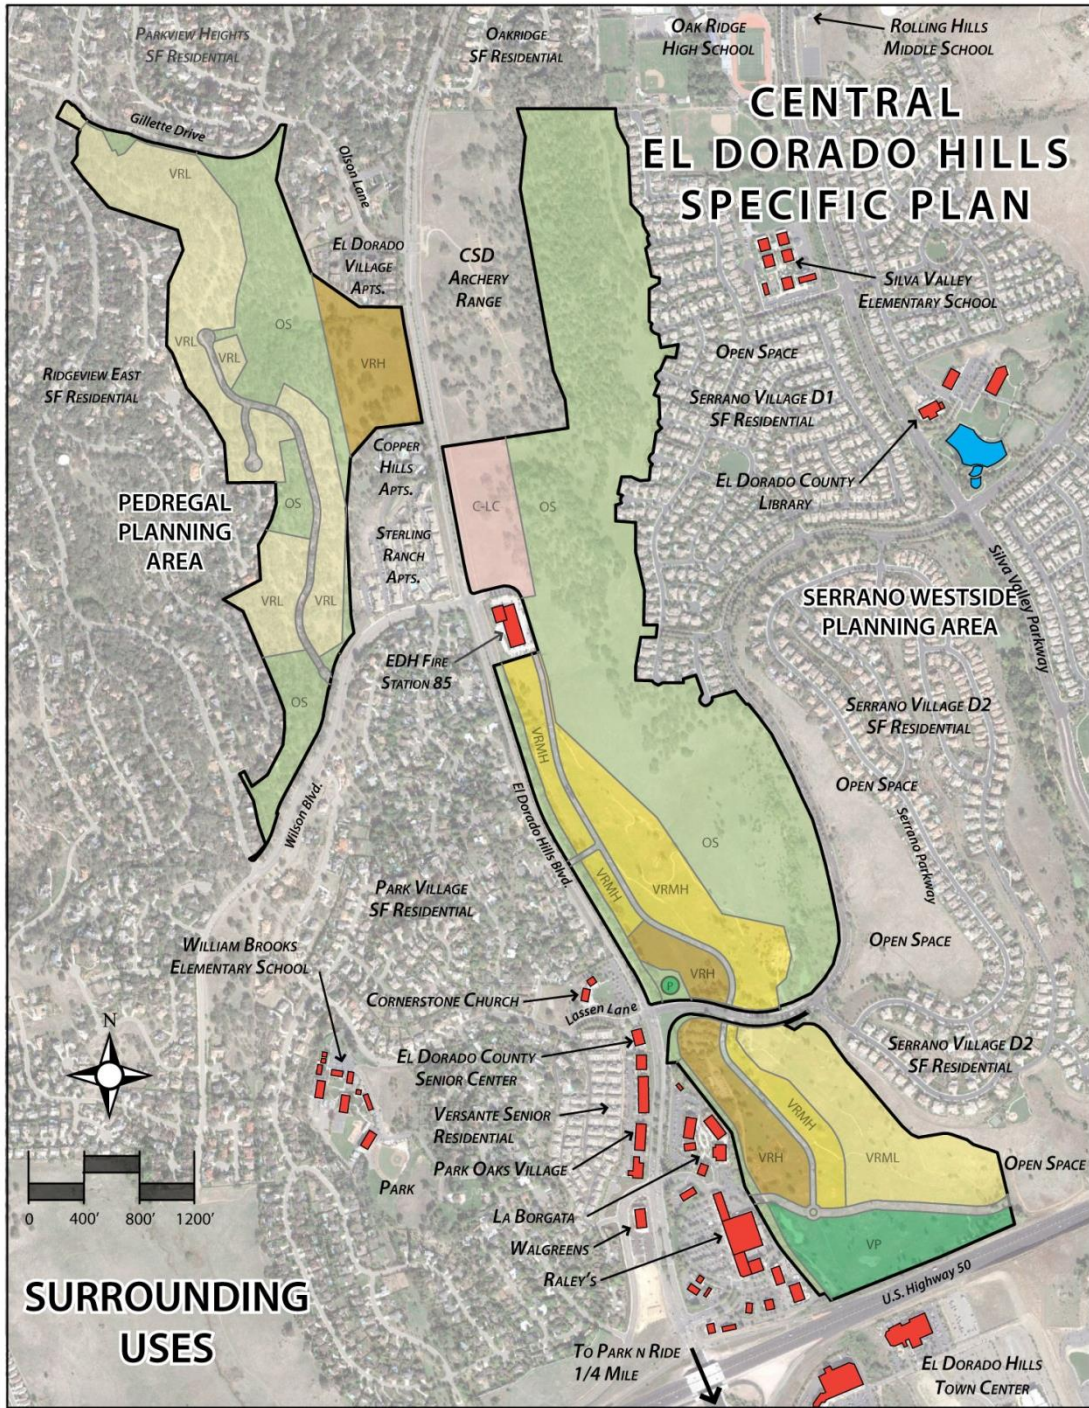 PARKVIEW HEIGHTS
SF RESIDENTIAL
OAKRIDGE
SF RESIDENTIAL
OAK RIDGE
HIGH SCHOOL
ROLLING HILLS
MIDDLE SCHOOL
CENTRAL
EL DORADO HILLS
SPECIFIC PLAN
Gillette Drive
VRL
Olson Lane
EL DORADO
VILLAGE
APTS.
CSD
ARCHERY
RANGE
SILVA VALLEY
ELEMENTARY SCHOOL
OS
VRL
VRL
VRH
OPEN SPACE
RIDGEVIEW EAST
SF RESIDENTIAL
SERRANO VILLAGE D1
SF RESIDENTIAL
COPPER
HILLS
APTS.
EL DORADO COUNTY
LIBRARY
PEDREGAL
PLANNING
AREA
OS
C-LC
OS
STERLING
RANCH
APTS.
Silva Valley Parkway
VRL
VRL
SERRANO WESTSIDE
PLANNING AREA
EDH FIRE
STATION 85
OS
SERRANO VILLAGE D2
SF RESIDENTIAL
VRMH
OPEN SPACE
Wilson Blvd.
El Dorado Hills Blvd.
Serrano Parkway
OS
VRMH
VRMH
PARK VILLAGE
SF RESIDENTIAL
WILLIAM BROOKS
ELEMENTARY SCHOOL
OPEN SPACE
VRH
P
CORNERSTONE CHURCH
Lassen Lane
N
EL DORADO COUNTY
SENIOR CENTER
SERRANO VILLAGE D2
SF RESIDENTIAL
VERSANTE SENIOR
RESIDENTIAL
VRMH
VRH
VRML
PARK OAKS VILLAGE
OPEN SPACE
PARK
0 400' 800' 1200'
LA BORGATA
WALGREENS
RALEY'S
VP
U.S. Highway 50
SURROUNDING
USES
TO PARK N RIDE
1/4 MILE
EL DORADO HILLS
TOWN CENTER